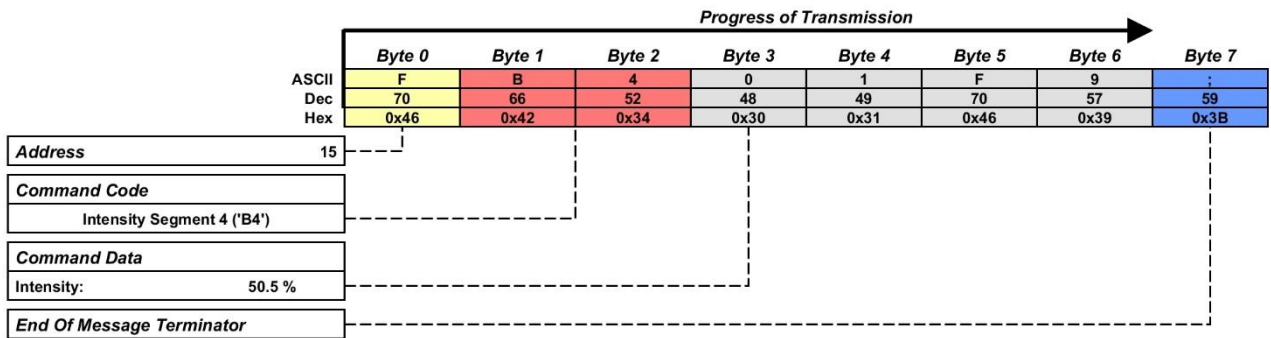 Progress of Transmission
Byte 0 Byte 1 Byte 2 Byte 3 Byte 4 Byte 5 Byte 6 Byte 7
ASCII F B 4 0 1 F 9 ;
Dec 70 66 52 48 49 70 57 59
Hex 0x46 0x42 0x34 0x30 0x31 0x46 0x39 0x3B
Address 15
Command Code
Intensity Segment 4 ('B4')
Command Data
Intensity: 50.5 %
End Of Message Terminator